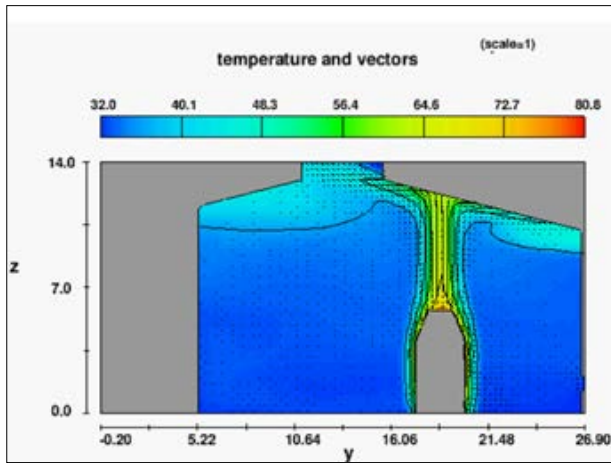 (scale=1)
temperature and vectors
32.0 40.1 48.3 56.4 64.6 72.7 80.8
14.0
z
7.0
0.0
-0.20 5.22 10.64 16.06 21.48 26.90
y